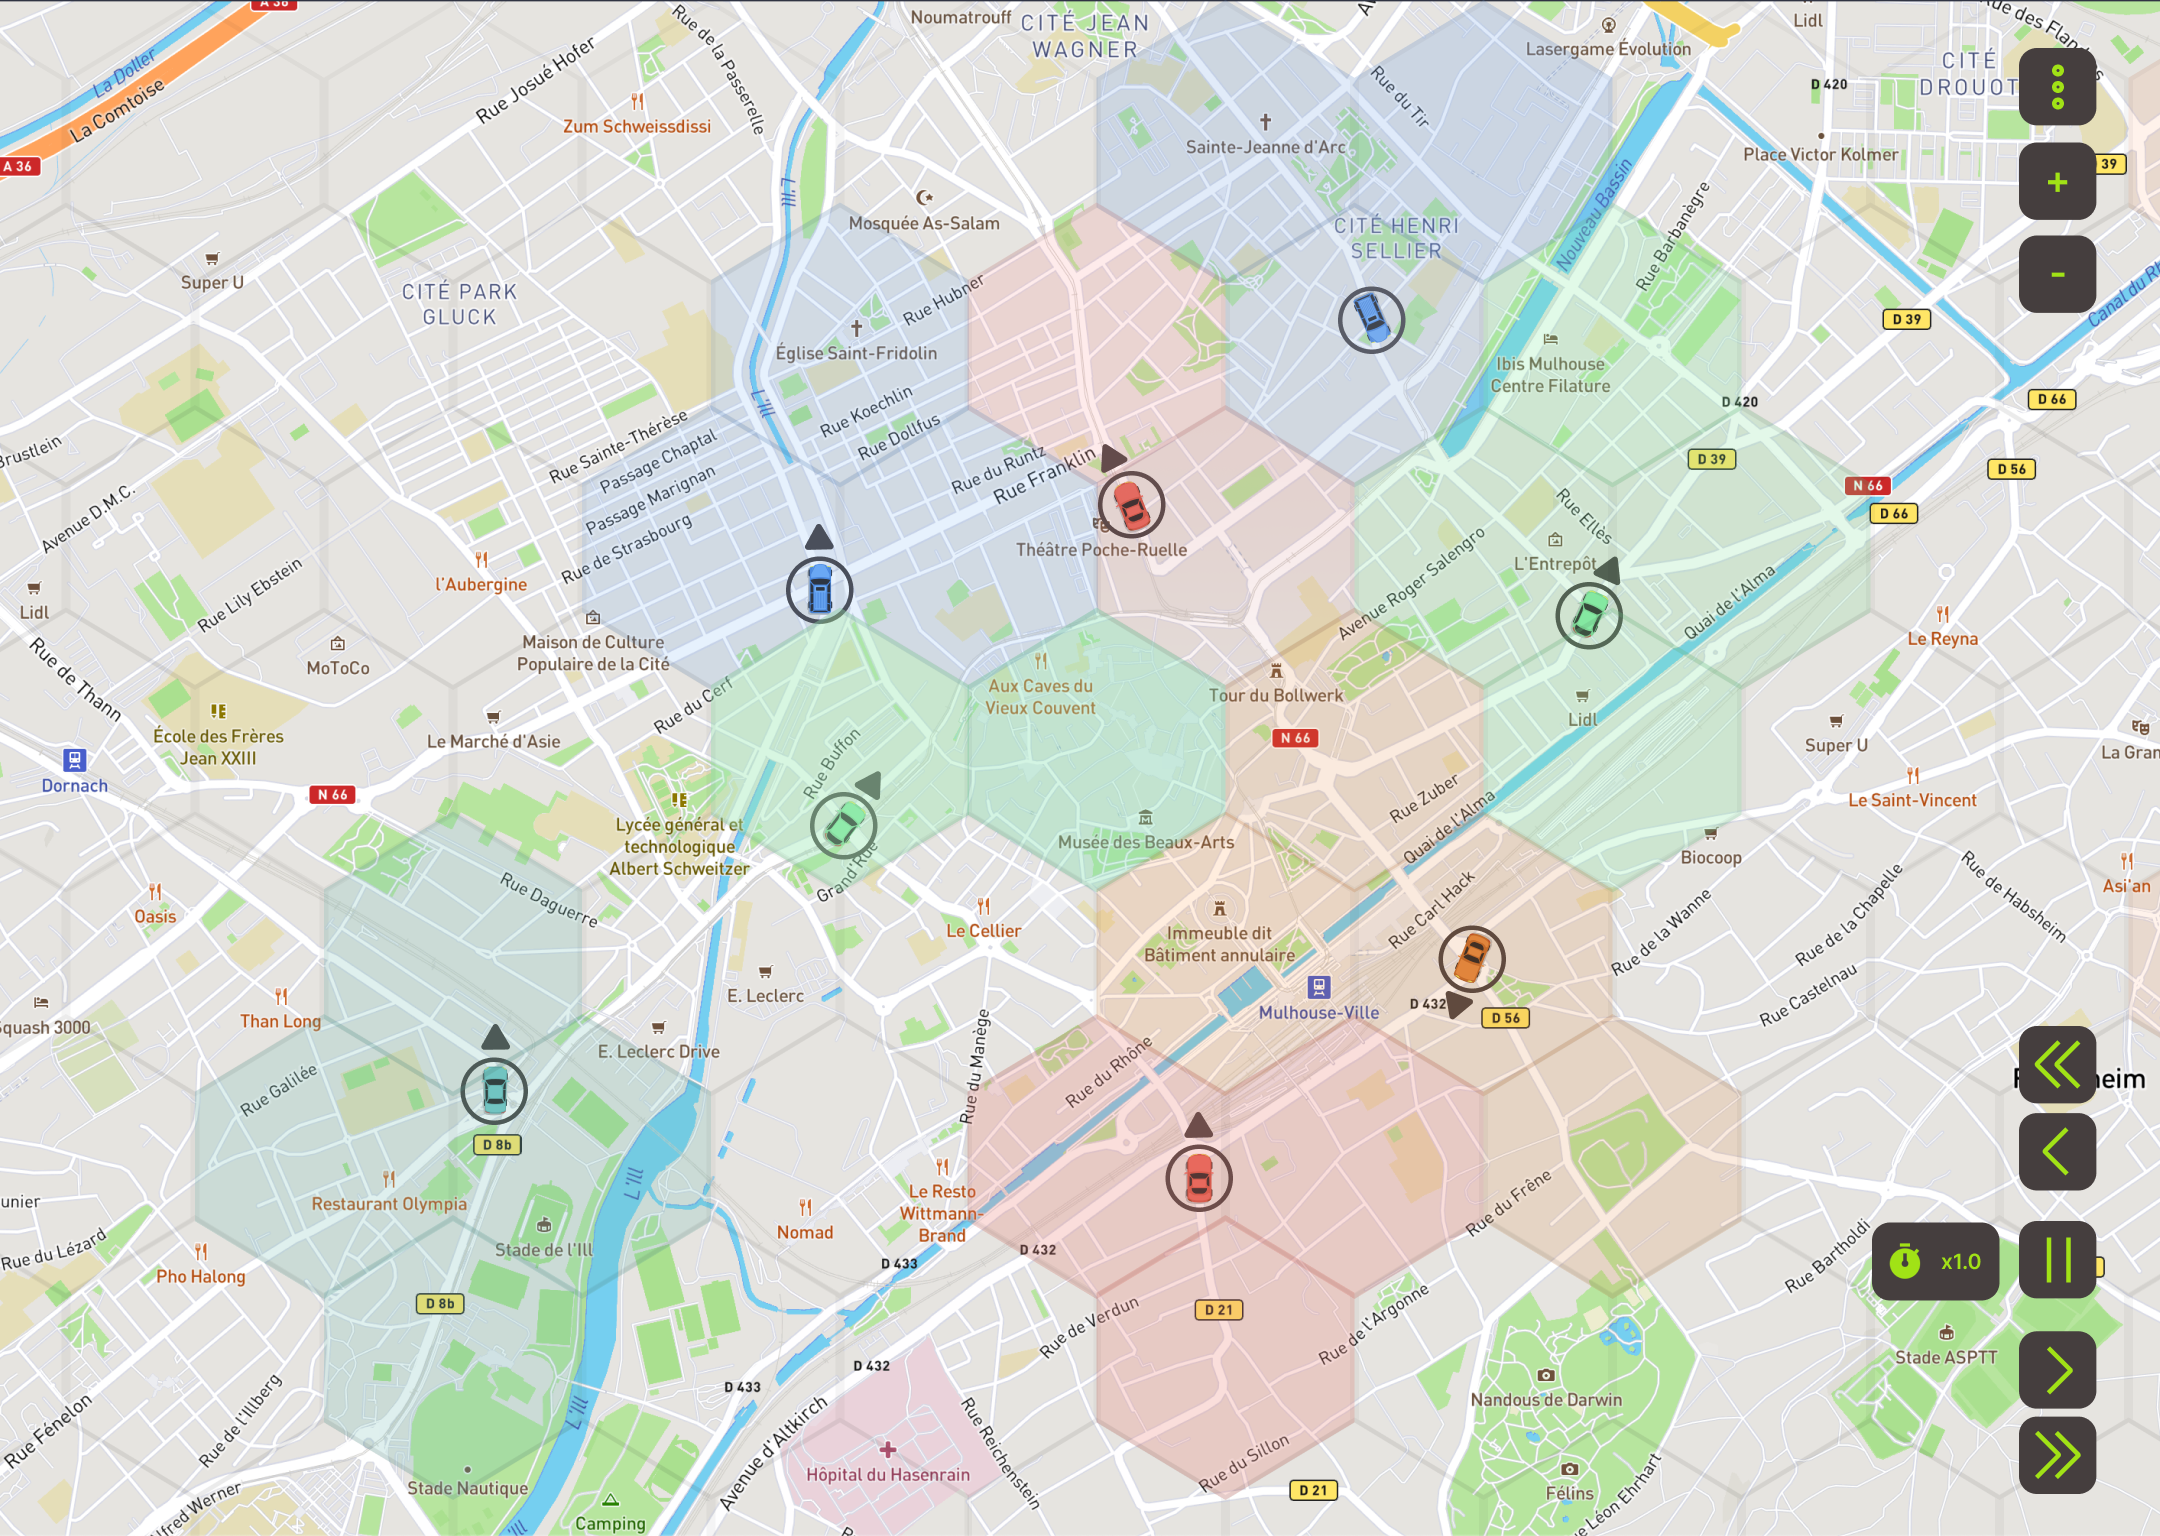 A 36
Noumatrouff
CITÉ JEAN
WAGNER
Lidl
Rue des
Lasergame Évolution
CITÉ
DROUOT
La Doller
La Comtoise
Rue Josué Hofer
Rue de la Passerelle
Zum Schweissdissi
Rue du Tir
Sainte-Jeanne d'Arc
D 420
Place Victor Kolmer
39
A 36
L'Ill
Mosquée As-Salam
CITÉ HENRI
SELLIER
Nouveau Bassin
Rue Barbanègre
Super U
CITÉ PARK
GLUCK
Rue Hubner
Église Saint-Fridolin
D 39
Canal du
Ibis Mulhouse
Centre Filature
L'Ill
Rue Koechlin
Rue Dollfus
D 420
D 66
Rue Sainte-Thérèse
Passage Chaptal
Passage Marignan
Rue de Strasbourg
Brustlein
Rue du Runtz
Rue Franklin
D 39
D 56
N 66
D 66
Avenue D.M.C.
Rue Ellès
L'Entrepôt
Théâtre Poche-Ruelle
Avenue Roger Salengro
Quai de l'Alma
l'Aubergine
Rue Lily Ebstein
Lidl
MoToCo
Maison de Culture
Populaire de la Cité
Le Reyna
Rue de Thann
Rue du Cerf
Aux Caves du
Vieux Couvent
Tour du Bollwerk
Lidl
École des Frères
Jean XXIII
Le Marché d'Asie
N 66
Super U
La Gran
Dornach
N 66
Rue Buffon
Rue Zuber
Quai de l'Alma
Le Saint-Vincent
Lycée général et
technologique
Albert Schweitzer
Musée des Beaux-Arts
Biocoop
Grand'Rue
Rue Daguerre
Oasis
Le Cellier
Immeuble dit
Bâtiment annulaire
Rue Carl Hack
Rue de la Wanne
Rue de la Chapelle
Rue de Habsheim
Asi'an
E. Leclerc
Mulhouse-Ville
D 432
D 56
Rue Castelnau
Squash 3000
Than Long
E. Leclerc Drive
Rue Galilée
Rue du Manège
Rue du Rhône
heim
D 8b
Restaurant Olympia
L'Ill
Le Resto
Wittmann-
Brand
Nomad
Rue du Frêne
unier
Rue du Lézard
Stade de l'Ill
D 432
D 433
Rue Bartholdi
x1.0
Pho Halong
D 8b
Rue de Verdun
D 21
Rue de l'Argonne
Stade ASPTT
D 432
D 433
Nandous de Darwin
Rue Fénelon
Rue de l'Illberg
L'Ill
Avenue d'Altkirch
Rue Reichenstein
Hôpital du Hasenrain
Rue du Sillon
D 21
Félins
Rue Léon Ehrhart
Stade Nautique
Alfred Werner
Camping
L'Ill